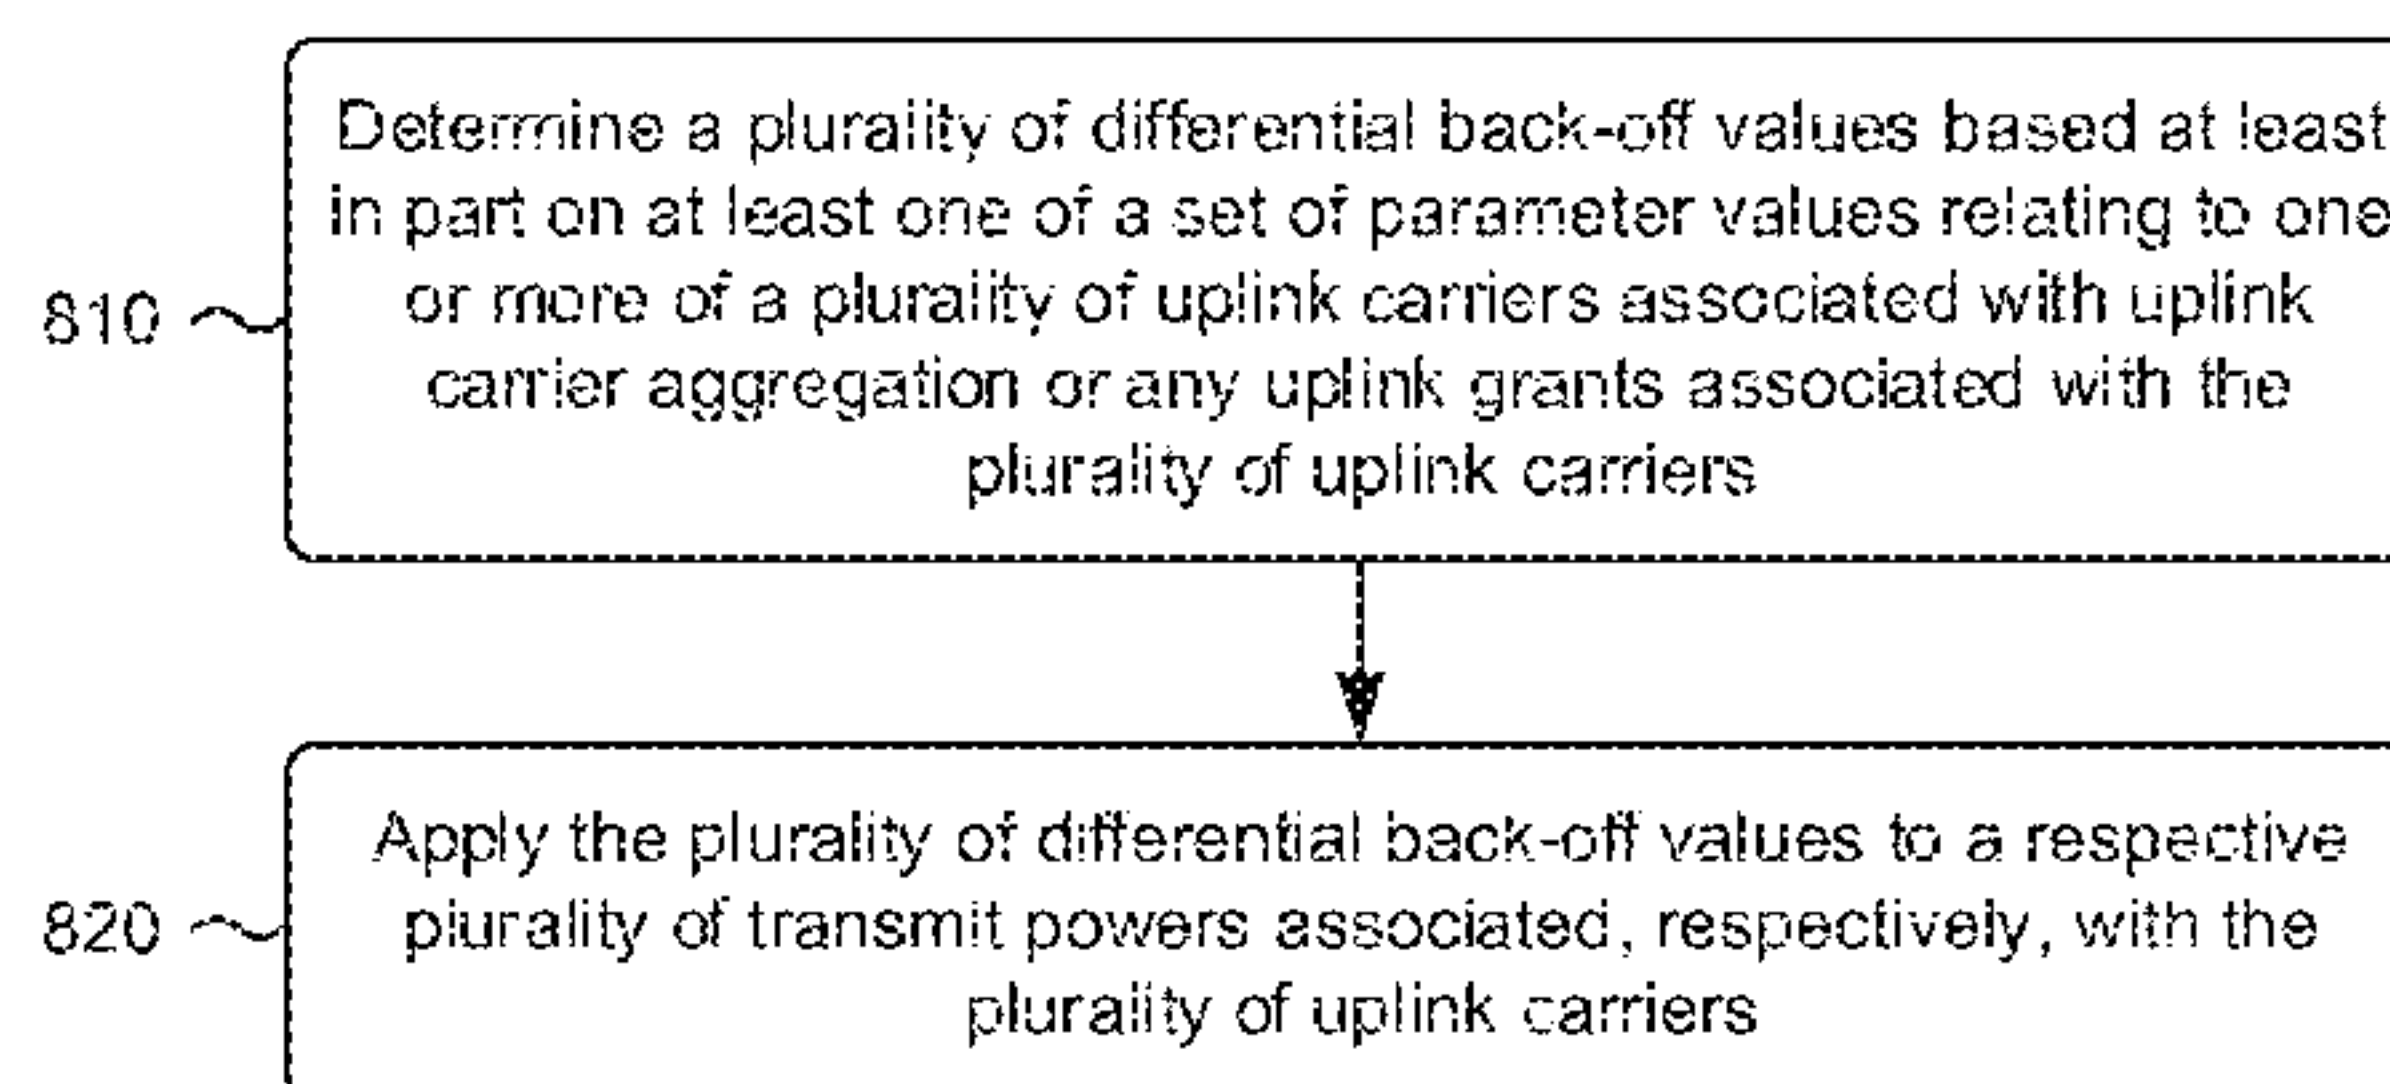 Determine a plurality of differential back-off values based at least
in part on at least one of a set of parameter values relating to one
or more of a plurality of uplink carriers associated with uplink
810
carrier aggregation or any uplink grants associated with the
plurality of uplink carriers
Apply the plurality of differential back-off values to a respective
820
plurality of transmit powers associated, respectively, with the
plurality of uplink carriers